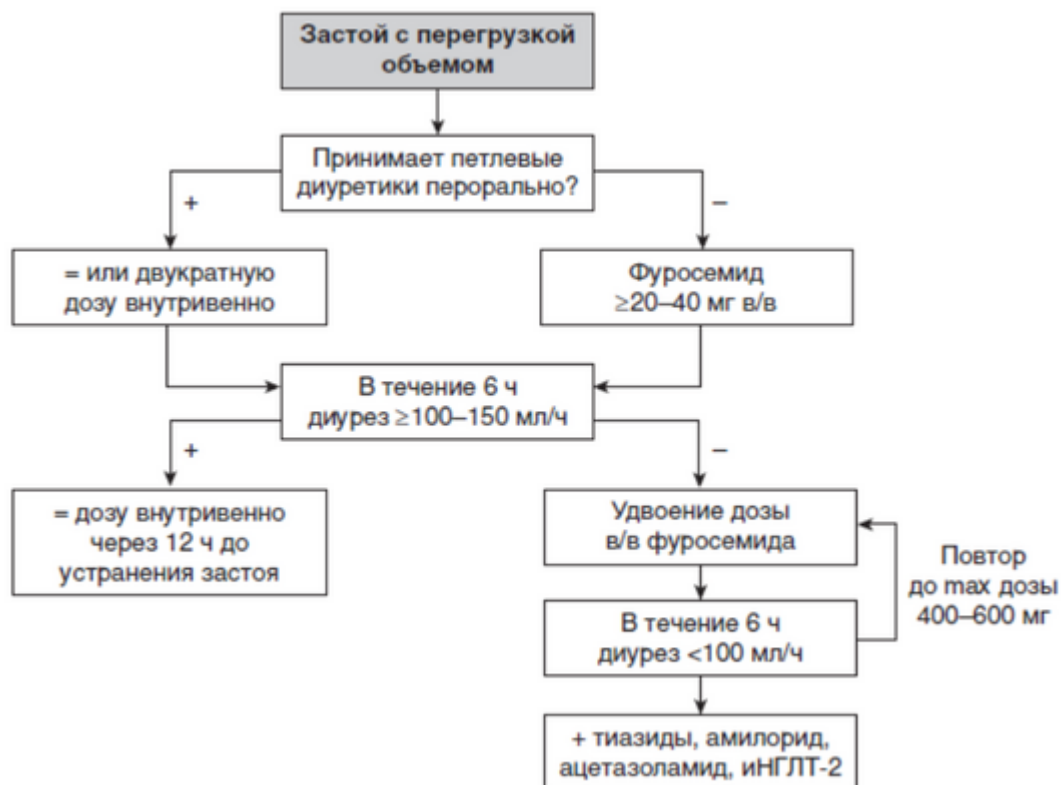 Застой с перегрузкой
объемом
Принимает петлевые
диуретики перорально?
+
–
= или двукратную
дозу внутривенно
Фуросемид
≥20–40 мг в/в
В течение 6 ч
диурез ≥100–150 мл/ч
+
–
= дозу внутривенно
через 12 ч до
устранения застоя
Удвоение дозы
в/в фуросемида
Повтор
до max дозы
400–600 мг
В течение 6 ч
диурез <100 мл/ч
+ тиазиды, амилорид,
ацетазоламид, иНГЛТ-2